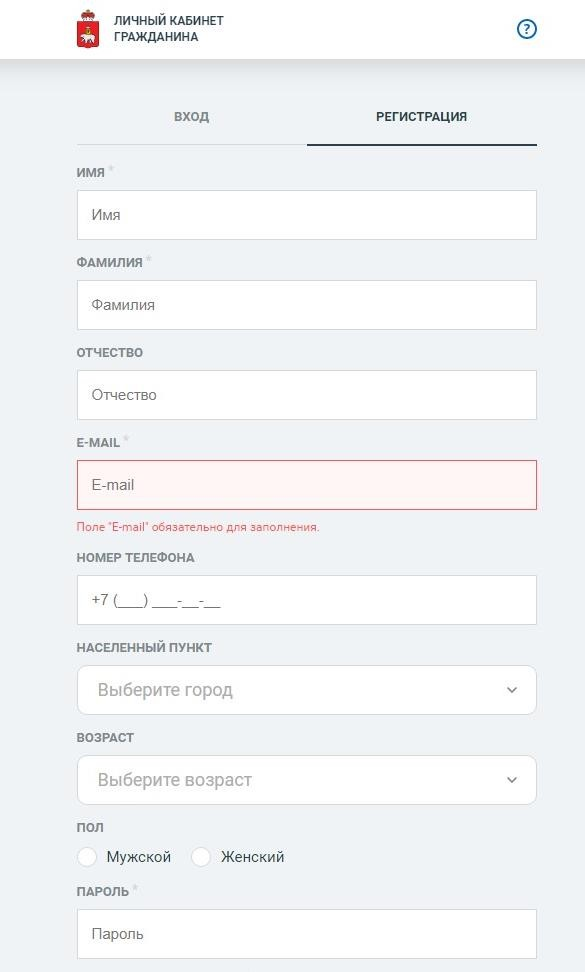 ЛИЧНЫЙ КАБИНЕТ
ГРАЖДАНИНА
?
ВХОД
РЕГИСТРАЦИЯ
ИМЯ *
Имя
ФАМИЛИЯ *
Фамилия
ОТЧЕСТВО
Отчество
E-MAIL *
E-mail
Поле "E-mail" обязательно для заполнения.
НОМЕР ТЕЛЕФОНА
+7 (___) ___-__-__
НАСЕЛЕННЫЙ ПУНКТ
Выберите город
ВОЗРАСТ
Выберите возраст
ПОЛ
Мужской Женский
ПАРОЛЬ *
Пароль